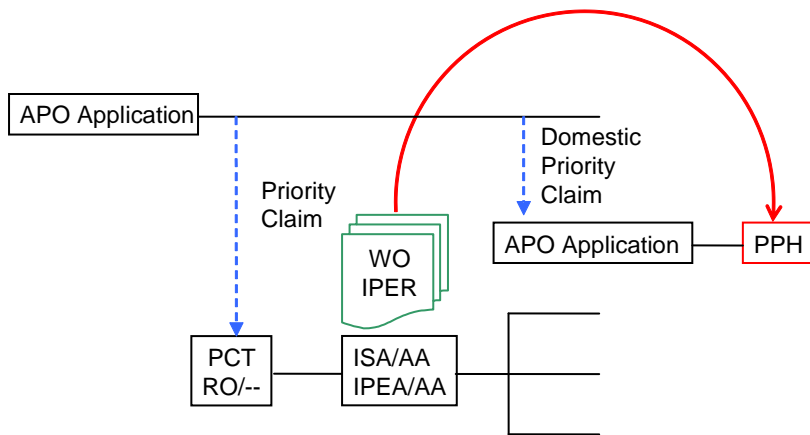 APO Application
Priority
Claim
Domestic
Priority
Claim
WO
IPER
APO Application
PPH
PCT
RO/--
ISA/AA
IPEA/AA